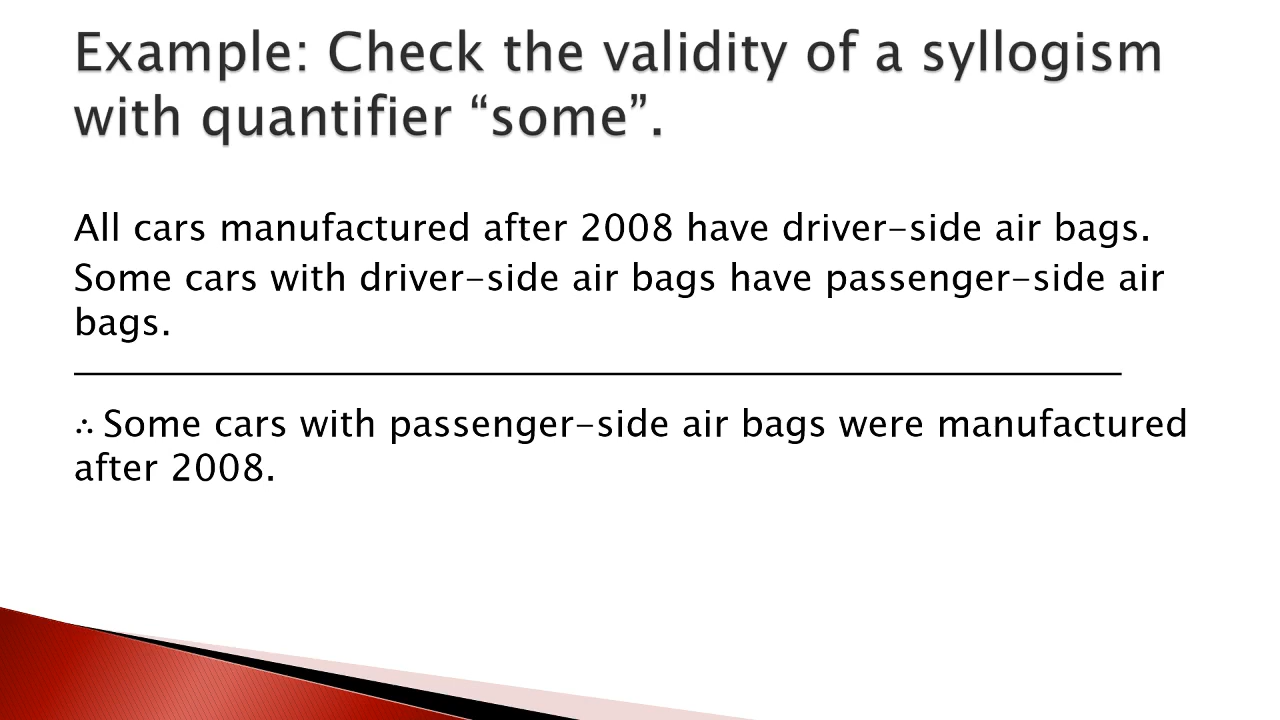 Example: Check the validity of a syllogism
with quantifier “some”.
All cars manufactured after 2008 have driver-side air bags.
Some cars with driver-side air bags have passenger-side air
bags.
∴ Some cars with passenger-side air bags were manufactured
after 2008.